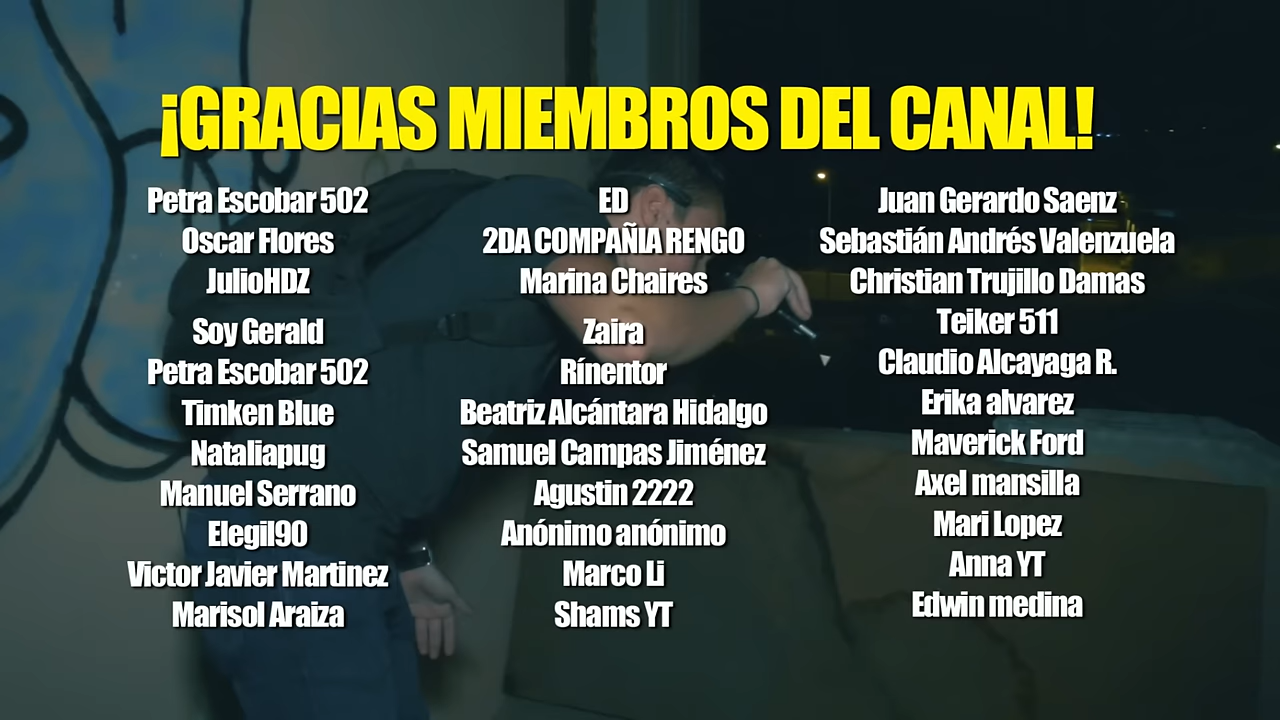 ¡GRACIAS MIEMBROS DEL CANAL!
Petra Escobar 502
Oscar Flores
JulioHDZ
Soy Gerald
Petra Escobar 502
Timken Blue
Nataliapug
Manuel Serrano
Elegil90
Victor Javier Martinez
Marisol Araiza
ED
2DA COMPAÑIA RENGO
Marina Chaires
Zaira
Rínentor
Beatriz Alcántara Hidalgo
Samuel Campas Jiménez
Agustin 2222
Anónimo anónimo
Marco Li
Shams YT
Juan Gerardo Saenz
Sebastián Andrés Valenzuela
Christian Trujillo Damas
Teiker 511
Claudio Alcayaga R.
Erika alvarez
Maverick Ford
Axel mansilla
Mari Lopez
Anna YT
Edwin medina